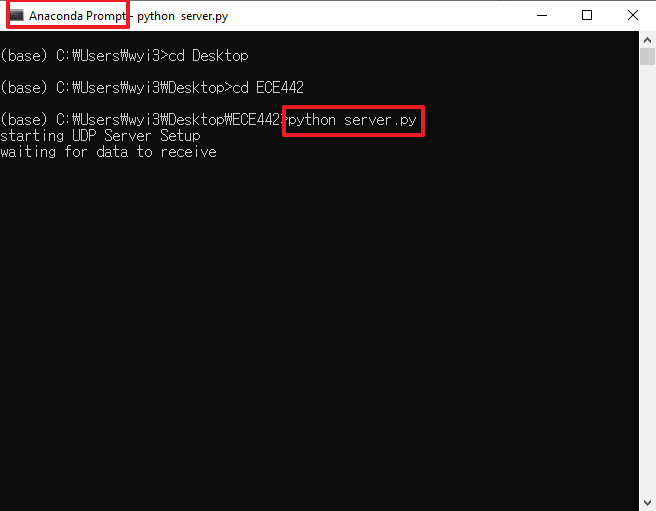 Anaconda Prompt - python  server.py
(base) C:₩Users₩wyi3>cd Desktop
(base) C:₩Users₩wyi3₩Desktop>cd ECE442
(base) C:₩Users₩wyi3₩Desktop₩ECE442>python server.py
starting UDP Server Setup
waiting for data to receive